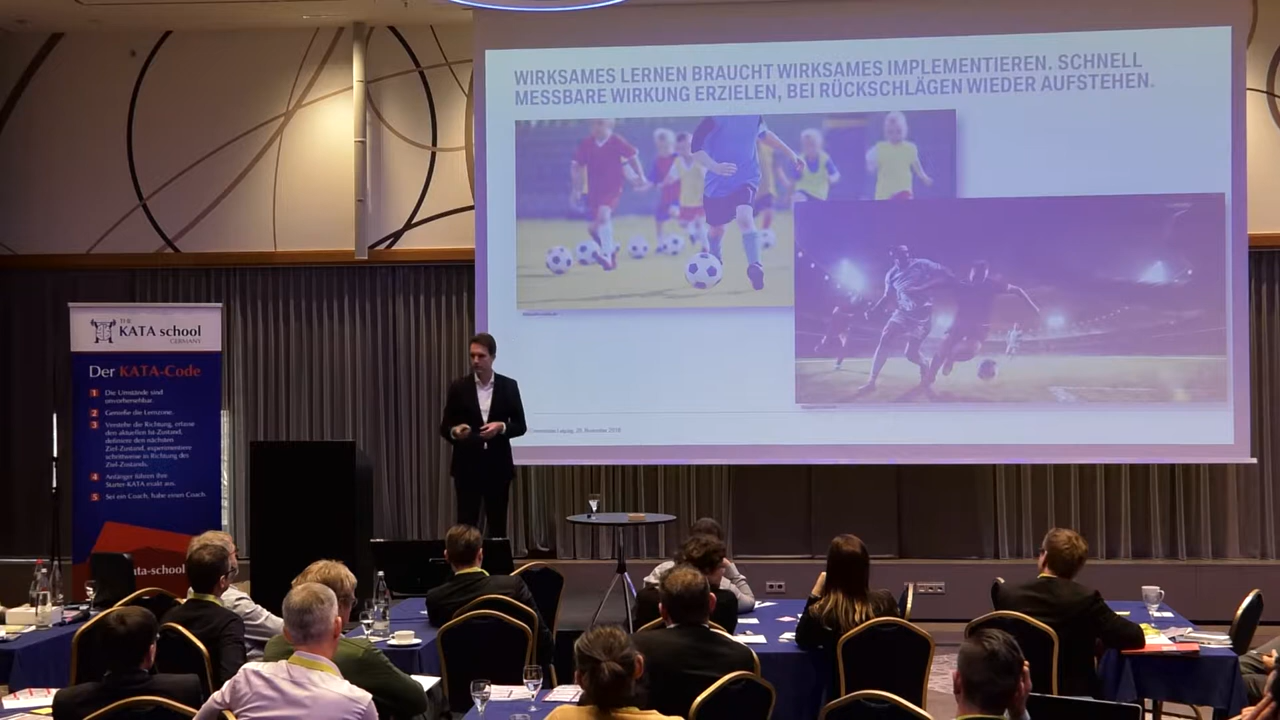 WIRKSAMES LERNEN BRAUCHT WIRKSAMES IMPLEMENTIEREN. SCHNELL
MESSBARE WIRKUNG ERZIELEN, BEI RÜCKSCHLÄGEN WIEDER AUFSTEHEN.
THE
KATA school
GERMANY
Der KATA-Code
1 Die Umstände sind
unvorhersehbar.
2 Genieße die Lernzone.
3 Verstehe die Richtung, erfasse
den aktuellen Ist-Zustand,
definiere den nächsten
Ziel-Zustand, experimentiere
schrittweise in Richtung des
Ziel-Zustands.
4 Anfänger führen ihre
Starter-KATA exakt aus.
5 Sei ein Coach, habe einen Coach.
ata-school